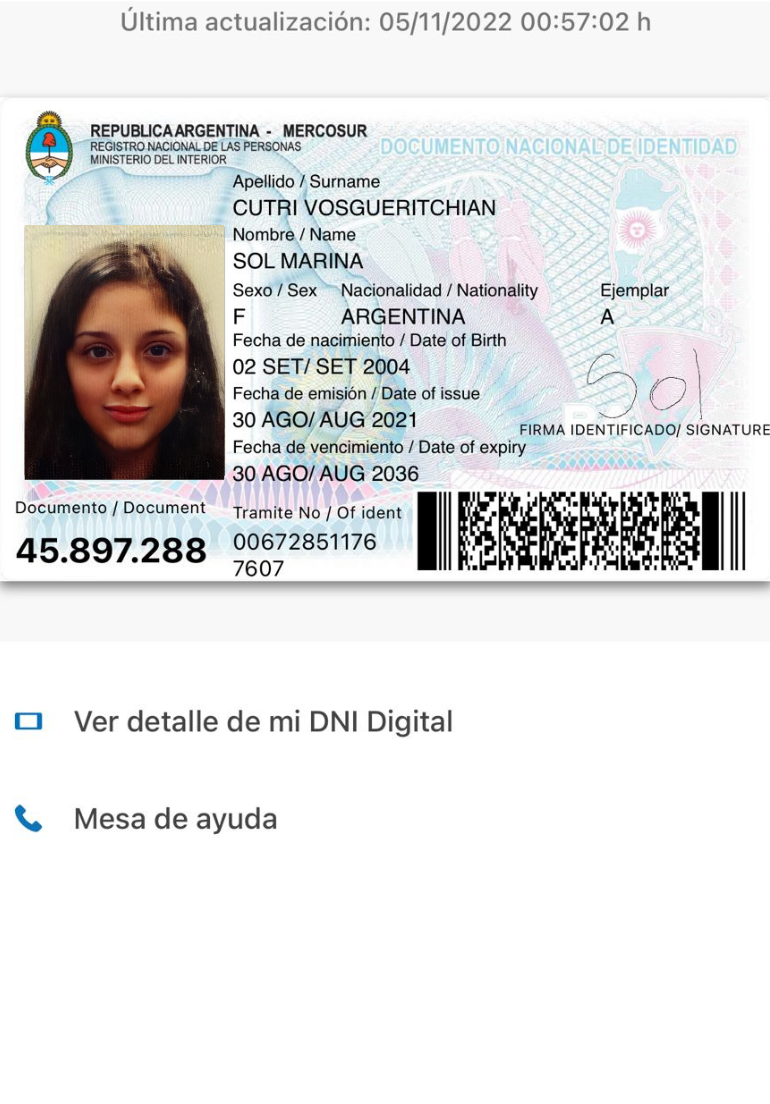 Última actualización: 05/11/2022 00:57:02 h
REPUBLICA ARGENTINA - MERCOSUR
REGISTRO NACIONAL DE LAS PERSONAS
MINISTERIO DEL INTERIOR
DOCUMENTO NACIONAL DE IDENTIDAD
Apellido / Surname
CUTRI VOSGUERITCHIAN
Nombre / Name
SOL MARINA
Sexo / Sex Nacionalidad / Nationality Ejemplar
F ARGENTINA A
Fecha de nacimiento / Date of Birth
02 SET/ SET 2004
Fecha de emisión / Date of issue
30 AGO/ AUG 2021
Sol
FIRMA IDENTIFICADO/ SIGNATURE
Fecha de vencimiento / Date of expiry
30 AGO/ AUG 2036
Documento / Document
45.897.288
Tramite No / Of ident
00672851176
7607
Ver detalle de mi DNI Digital
Mesa de ayuda